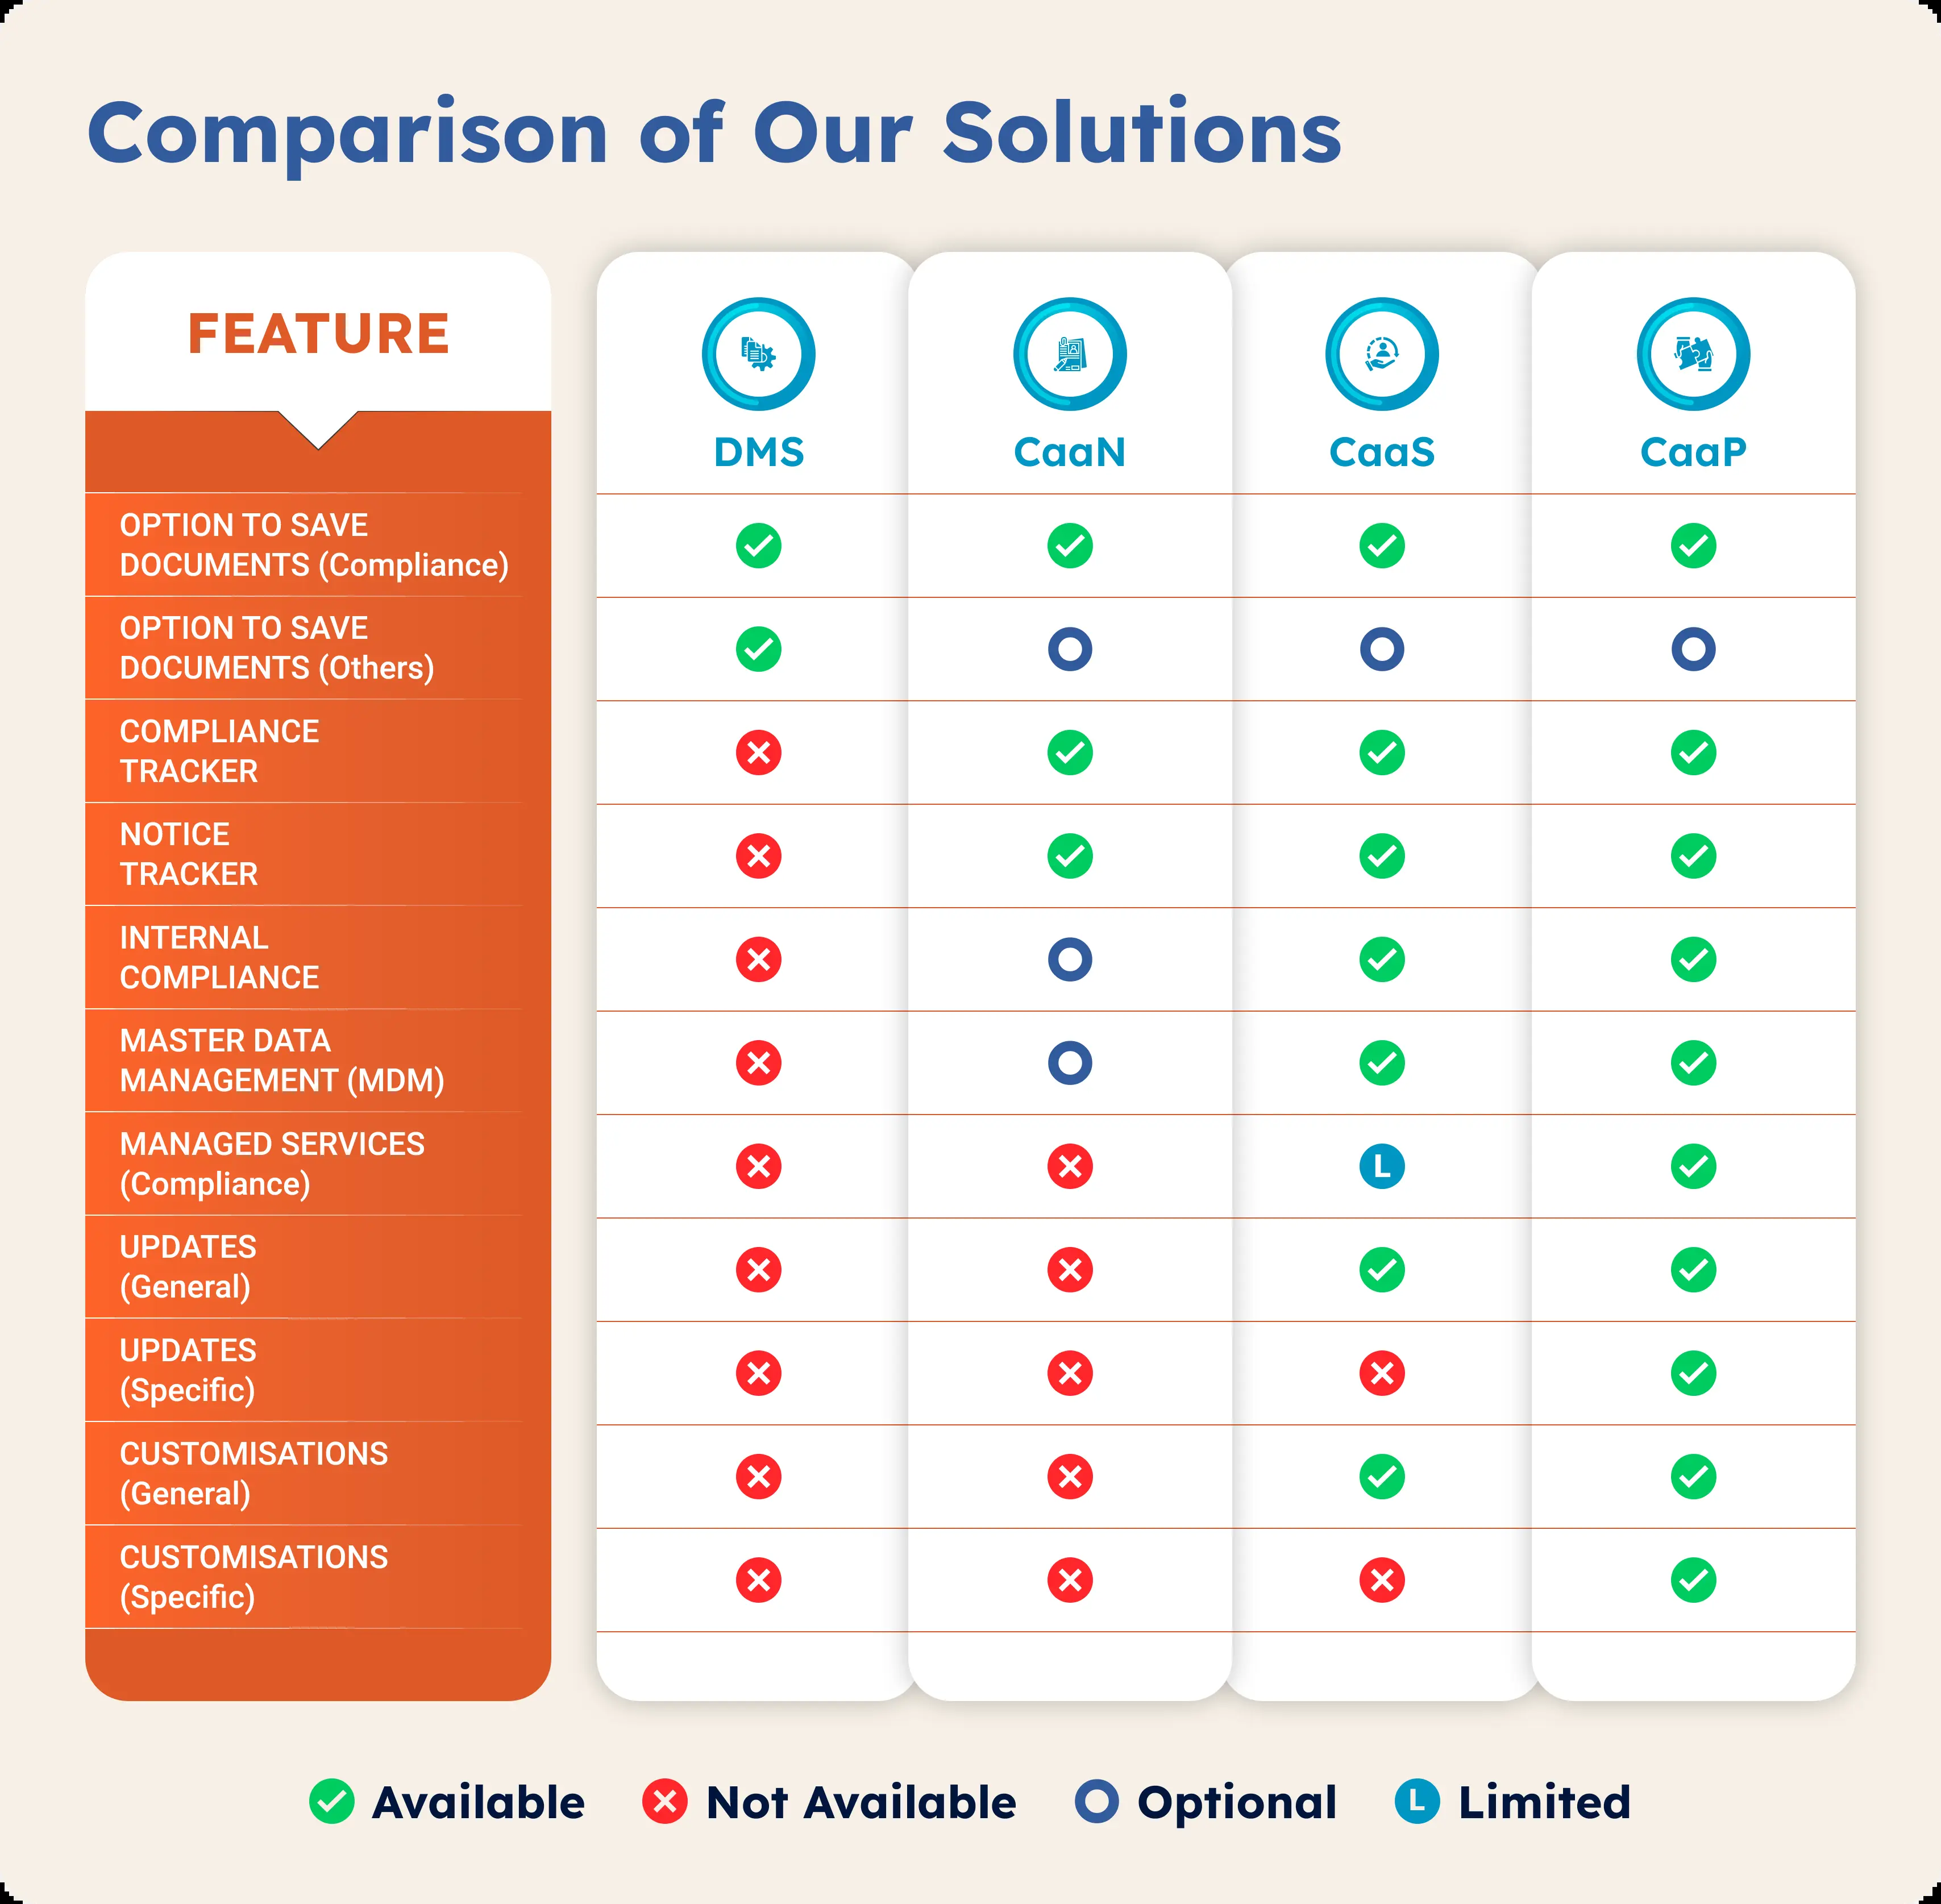 Comparison of Our Solutions
FEATURE
DMS
CaaN
CaaS
CaaP
OPTION TO SAVE
DOCUMENTS (Compliance)
OPTION TO SAVE
DOCUMENTS (Others)
COMPLIANCE
TRACKER
NOTICE
TRACKER
INTERNAL
COMPLIANCE
MASTER DATA
MANAGEMENT (MDM)
MANAGED SERVICES
(Compliance)
L
UPDATES
(General)
UPDATES
(Specific)
CUSTOMISATIONS
(General)
CUSTOMISATIONS
(Specific)
Available
Not Available
Optional
L Limited